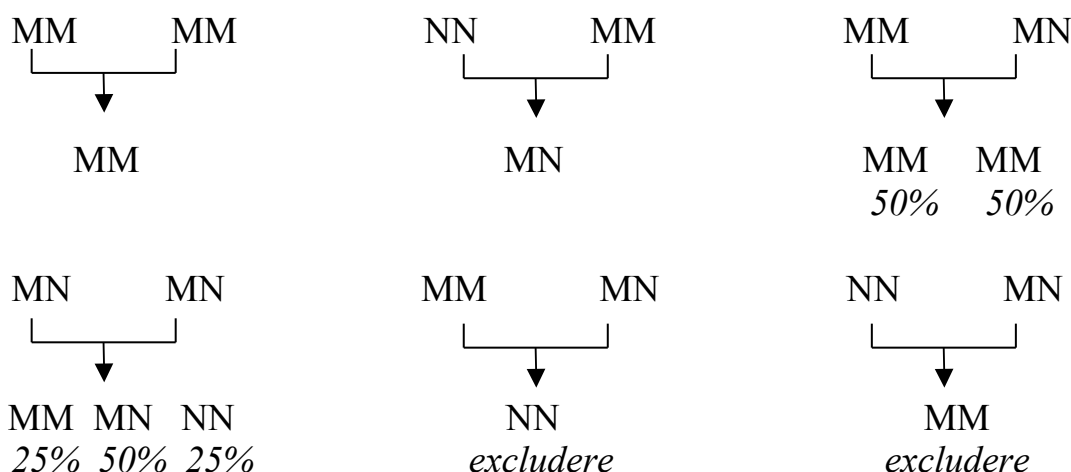 MM MM NN MM MM MN
MM MN MM MM
50% 50%
MN MN MM MN NN MN
MM MN NN NN MM
25% 50% 25% excludere excludere